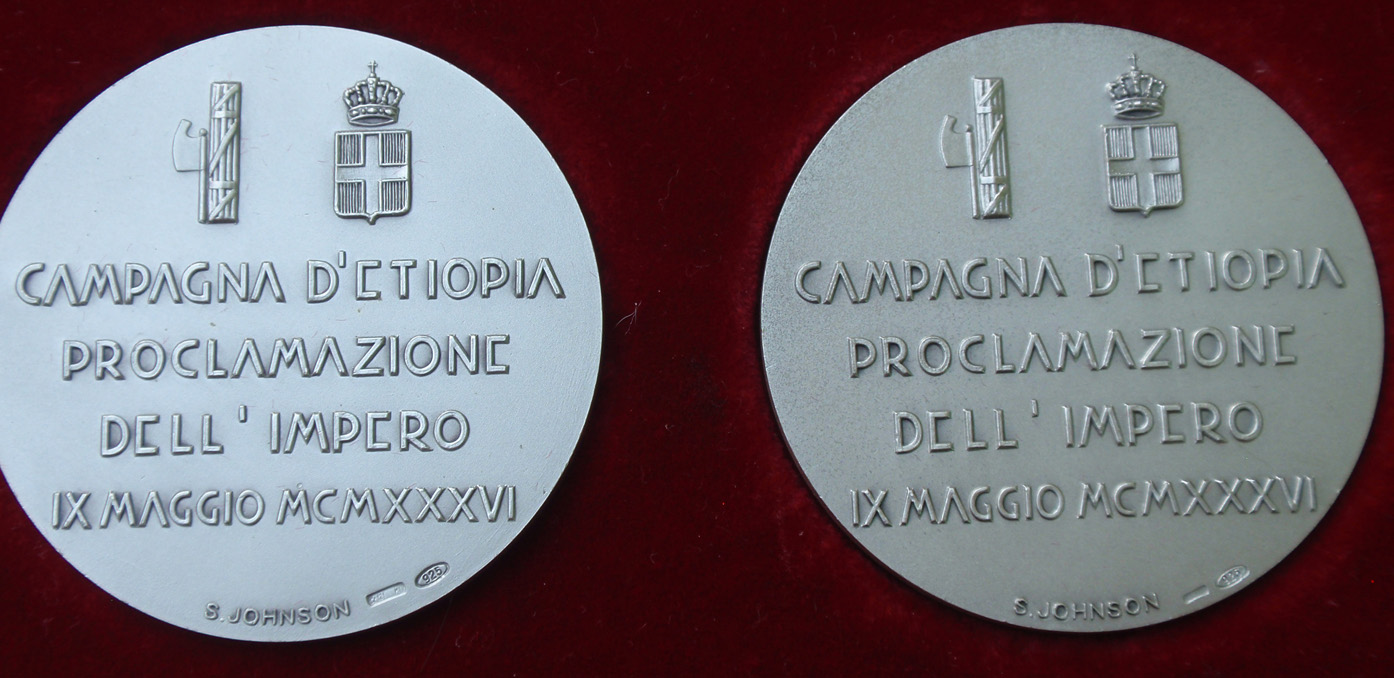 CAMPAGNA D'ETIOPIA
PROCLAMAZIONE
DELL' IMPERO
IX MAGGIO MCMXXXVI
S. JOHNSON
925
CAMPAGNA D'ETIOPIA
PROCLAMAZIONE
DELL' IMPERO
IX MAGGIO MCMXXXVI
S. JOHNSON
925